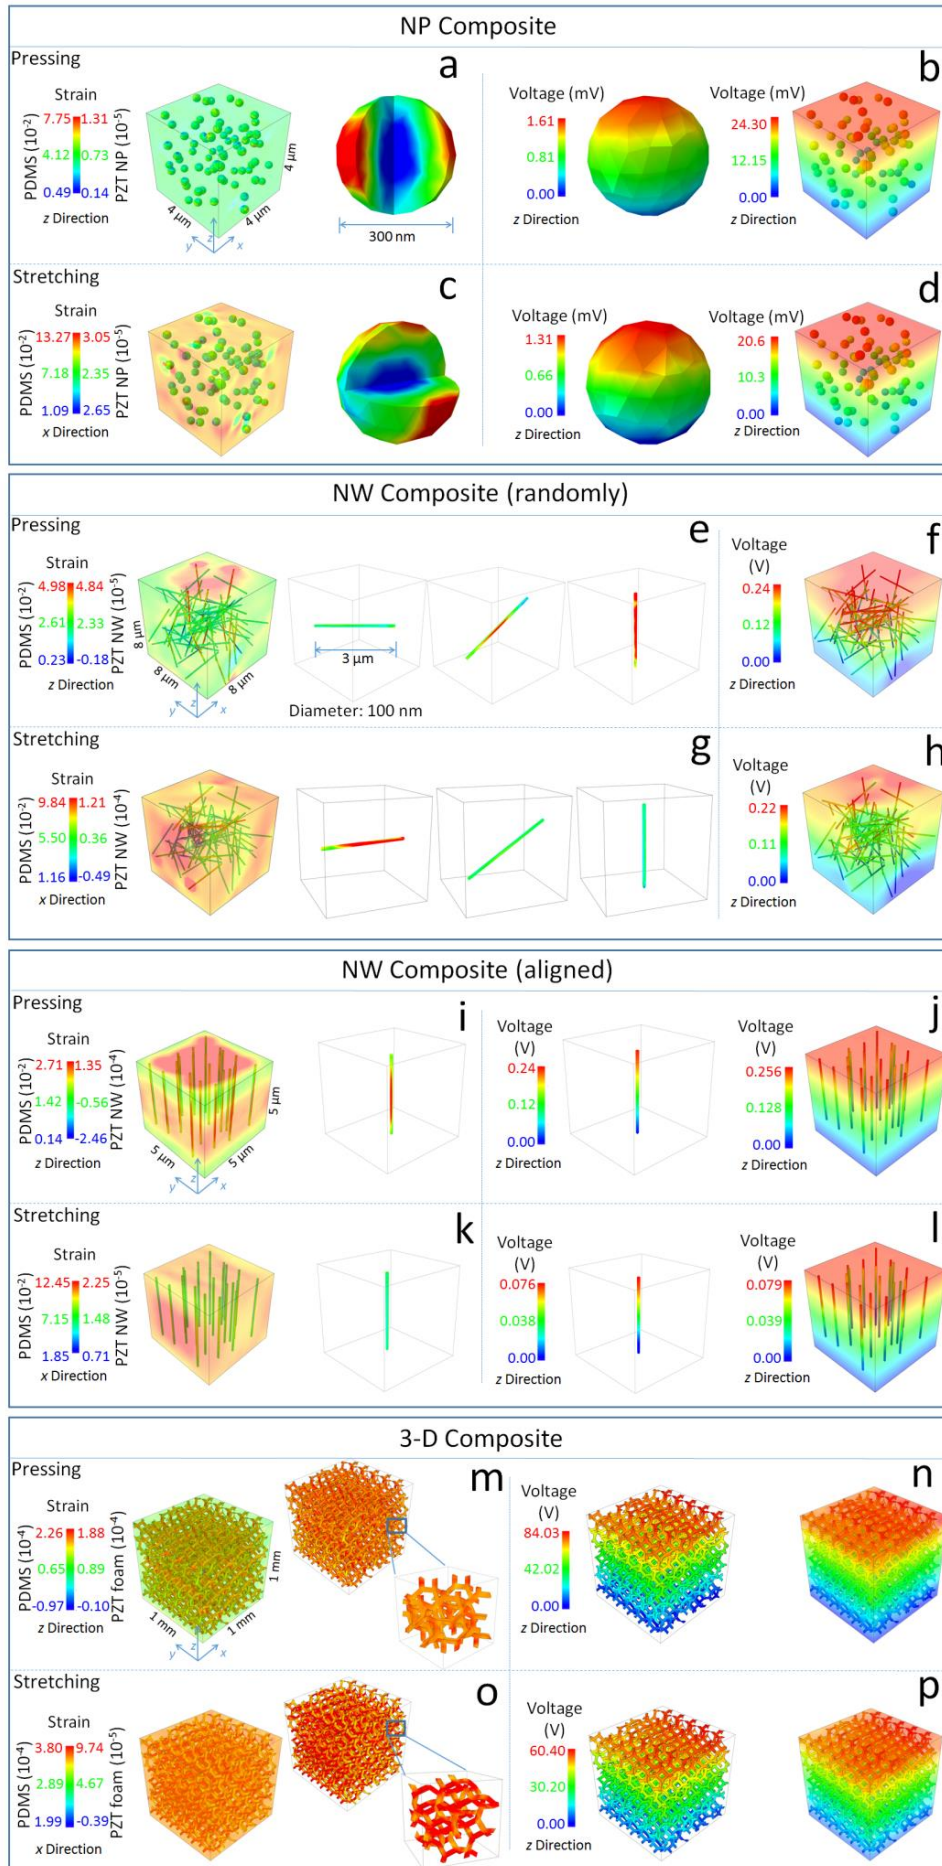 NP Composite
Pressing
a
b
Strain
PDMS (10⁻²)
7.75 1.31
4.12 0.73
0.49 0.14
PZT NP (10⁻⁵)
z Direction
4 µm
4 µm
4 µm
z
y
x
300 nm
Voltage (mV)
1.61
0.81
0.00
z Direction
Voltage (mV)
24.30
12.15
0.00
z Direction
Stretching
c
d
Strain
PDMS (10⁻²)
13.27 3.05
7.18 2.35
1.09 2.65
PZT NP (10⁻⁵)
x Direction
Voltage (mV)
1.31
0.66
0.00
z Direction
Voltage (mV)
20.6
10.3
0.00
z Direction
NW Composite (randomly)
Pressing
e
f
Strain
PDMS (10⁻²)
4.98 4.84
2.61 2.33
0.23 -0.18
PZT NW (10⁻⁵)
z Direction
8 µm
8 µm
8 µm
z
y
x
3 µm
Diameter: 100 nm
Voltage
(V)
0.24
0.12
0.00
z Direction
Stretching
g
h
Strain
PDMS (10⁻²)
9.84 1.21
5.50 0.36
1.16 -0.49
PZT NW (10⁻⁴)
x Direction
Voltage
(V)
0.22
0.11
0.00
z Direction
NW Composite (aligned)
Pressing
i
j
Strain
PDMS (10⁻²)
2.71 1.35
1.42 -0.56
0.14 -2.46
PZT NW (10⁻⁴)
z Direction
5 µm
5 µm
5 µm
z
y
x
Voltage
(V)
0.24
0.12
0.00
z Direction
Voltage
(V)
0.256
0.128
0.00
z Direction
Stretching
k
l
Strain
PDMS (10⁻²)
12.45 2.25
7.15 1.48
1.85 0.71
PZT NW (10⁻⁵)
x Direction
Voltage
(V)
0.076
0.038
0.00
z Direction
Voltage
(V)
0.079
0.039
0.00
z Direction
3-D Composite
Pressing
m
n
Strain
PDMS (10⁻⁴)
2.26 1.88
0.65 0.89
-0.97 -0.10
PZT foam (10⁻⁴)
z Direction
1 mm
1 mm
1 mm
z
y
x
Voltage
(V)
84.03
42.02
0.00
z Direction
Stretching
o
p
Strain
PDMS (10⁻⁴)
3.80 9.74
2.89 4.67
1.99 -0.39
PZT foam (10⁻⁵)
x Direction
Voltage
(V)
60.40
30.20
0.00
z Direction